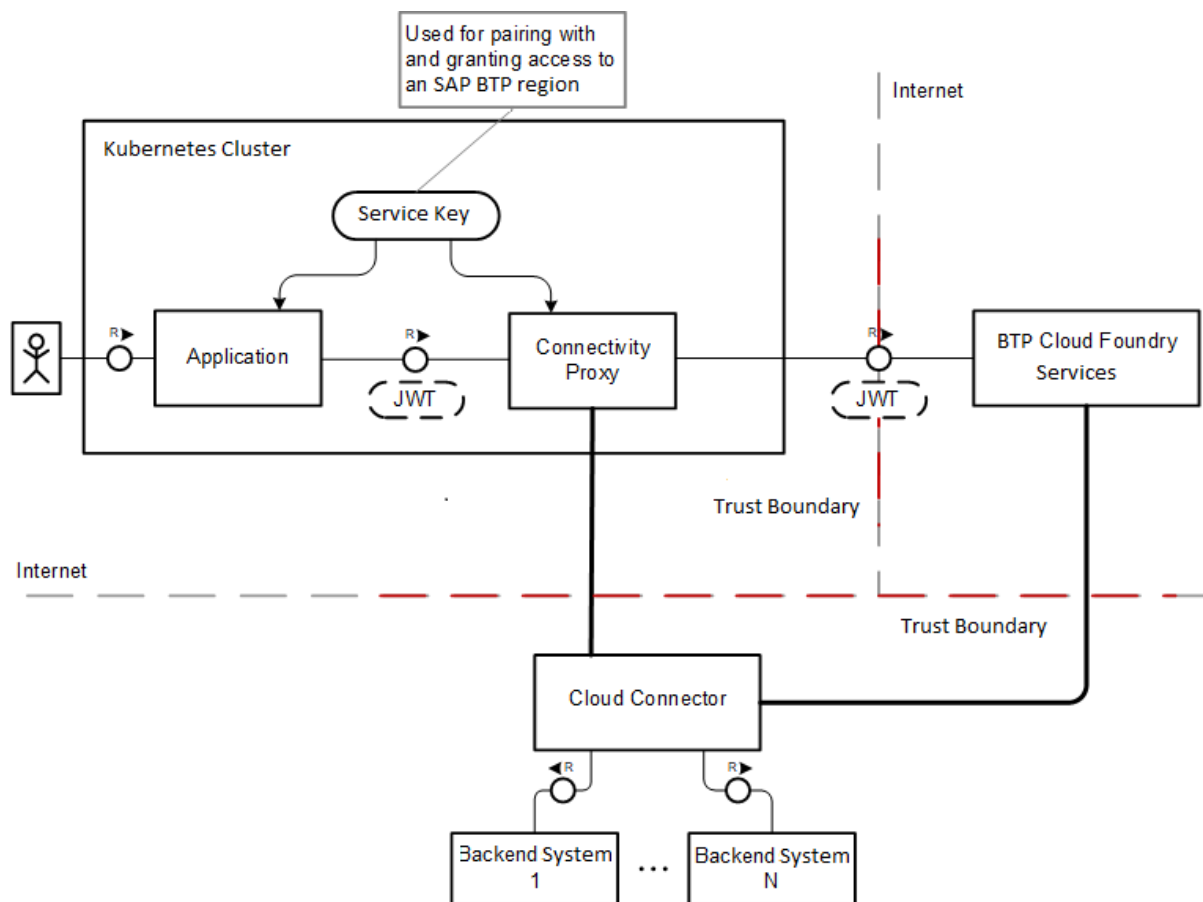 Used for pairing with
and granting access to
an SAP BTP region
Internet
Kubernetes Cluster
Service Key
R
Application
R
JWT
Connectivity
Proxy
R
JWT
BTP Cloud Foundry
Services
Trust Boundary
Internet
Trust Boundary
Cloud Connector
R
R
Backend System
1
...
Backend System
N